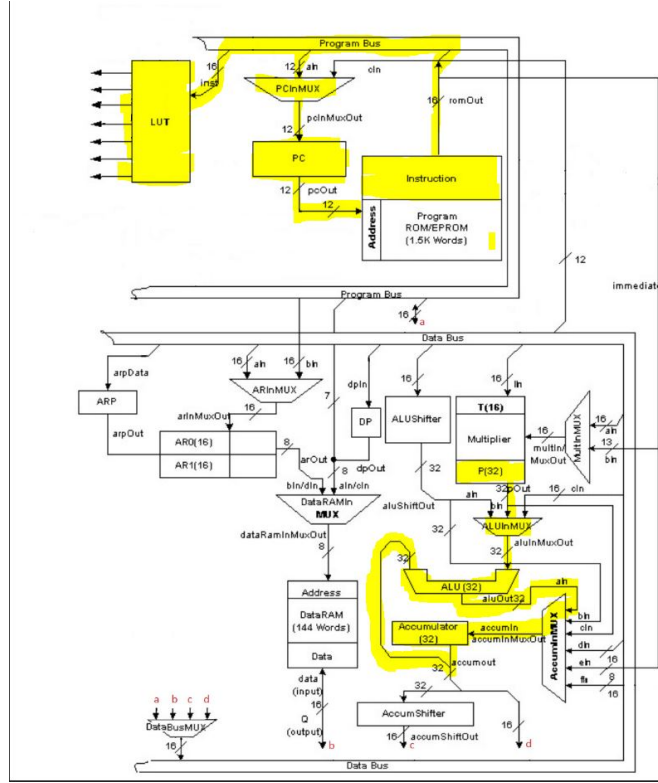 Program Bus
16
inst
12
aIn
cIn
PCInMUX
LUT
12
pcInMuxOut
16
romOut
PC
12
pcOut
12
Instruction
Address
Program
ROM/EPROM
(1.5K Words)
12
immediate
Program Bus
16
a
Data Bus
arpData
16
aIn
16
bIn
7
dpIn
16
16
lIn
ARP
ARInMUX
16
arInMuxOut
DP
ALUShifter
T(16)
Multiplier
P(32)
16
multIn/
MuxOut
MultInMUX
16
aIn
13
bIn
arpOut
AR0(16)
AR1(16)
8
arOut
bIn/dIn
8
dpOut
aIn/cIn
DataRAMIn
MUX
dataRamInMuxOut
8
32
aluShiftOut
32
aIn
32
pOut
bIn
16
cIn
ALUInMUX
aluInMuxOut
32
32
ALU (32)
aluOut
32
aIn
bIn
cIn
dIn
eIn
16
fIn
8
16
AccumInMUX
Address
DataRAM
(144 Words)
Data
Accumulator
(32)
accumIn
accumInMuxOut
32
accumout
data
(input)
16
Q
(output)
b
32
AccumShifter
16
accumShiftOut
c
16
d
a b c d
DataBusMUX
16
Data Bus